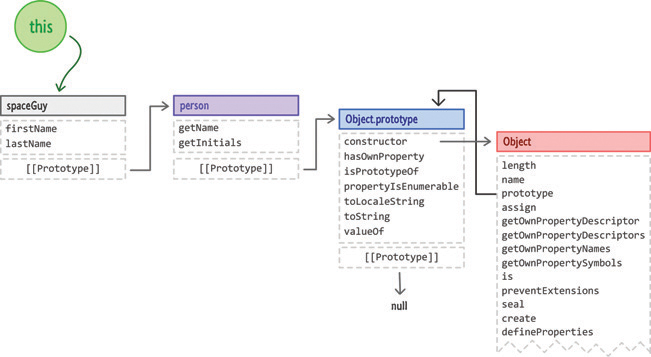 this
spaceGuy
firstName
lastName
[[Prototype]]
person
getName
getInitials
[[Prototype]]
Object.prototype
constructor
hasOwnProperty
isPrototypeOf
propertyIsEnumerable
toLocaleString
toString
valueOf
[[Prototype]]
null
Object
length
name
prototype
assign
getOwnPropertyDescriptor
getOwnPropertyDescriptors
getOwnPropertyNames
getOwnPropertySymbols
is
preventExtensions
seal
create
defineProperties